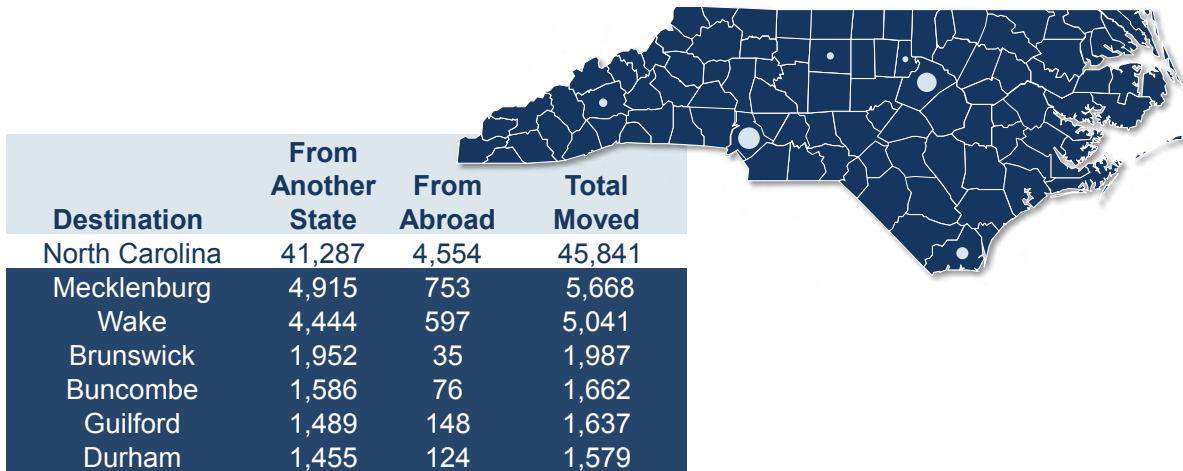 From
Another From Total
Destination State Abroad Moved
North Carolina 41,287 4,554 45,841
Mecklenburg 4,915 753 5,668
Wake 4,444 597 5,041
Brunswick 1,952 35 1,987
Buncombe 1,586 76 1,662
Guilford 1,489 148 1,637
Durham 1,455 124 1,579